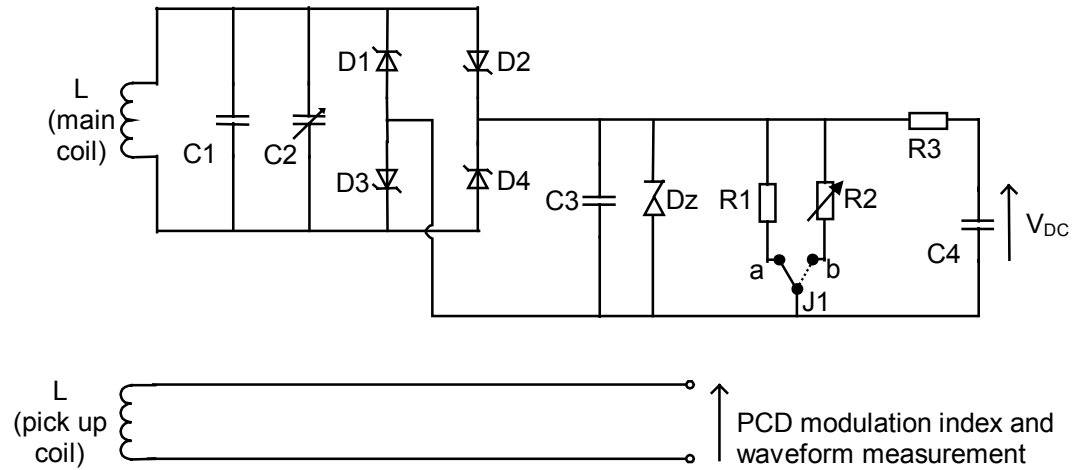 L
(main
coil)
C1
C2
D1
D2
D3
D4
C3
Dz
R1
R2
R3
C4
V_DC
a
b
J1
L
(pick up
coil)
PCD modulation index and
waveform measurement